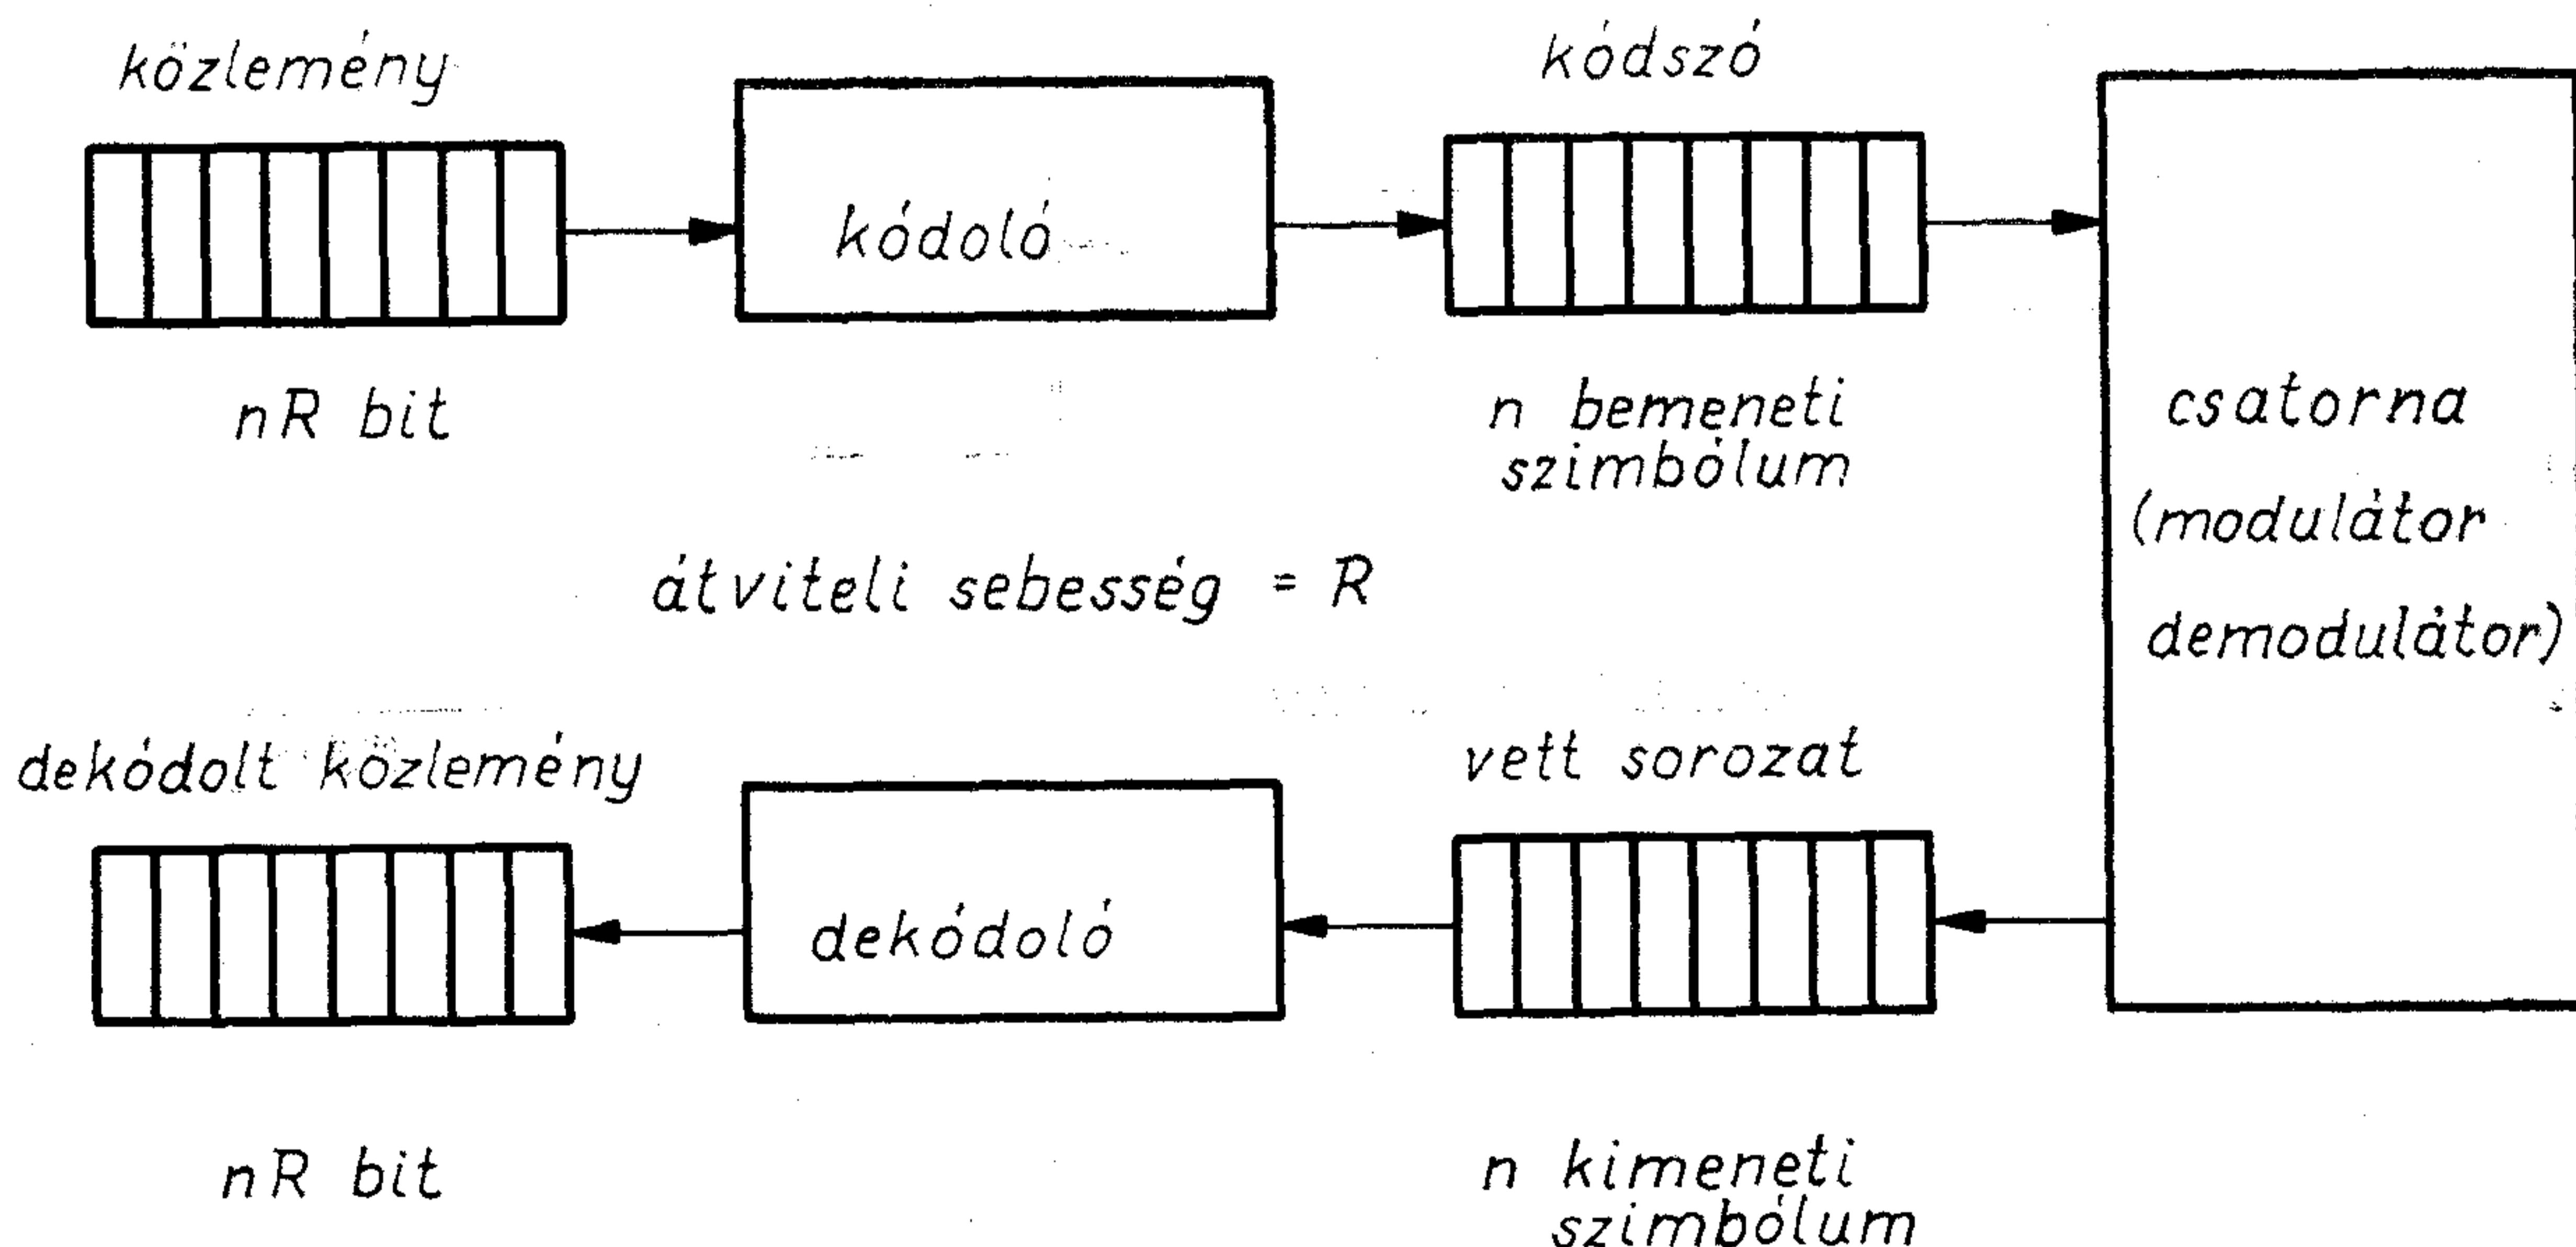 közlemény
kódszó
kódoló
nR bit
n bemeneti
szimbólum
csatorna
(modulátor
demodulátor)
átviteli sebesség = R
dekódolt közlemény
vett sorozat
dekódoló
nR bit
n kimeneti
szimbólum